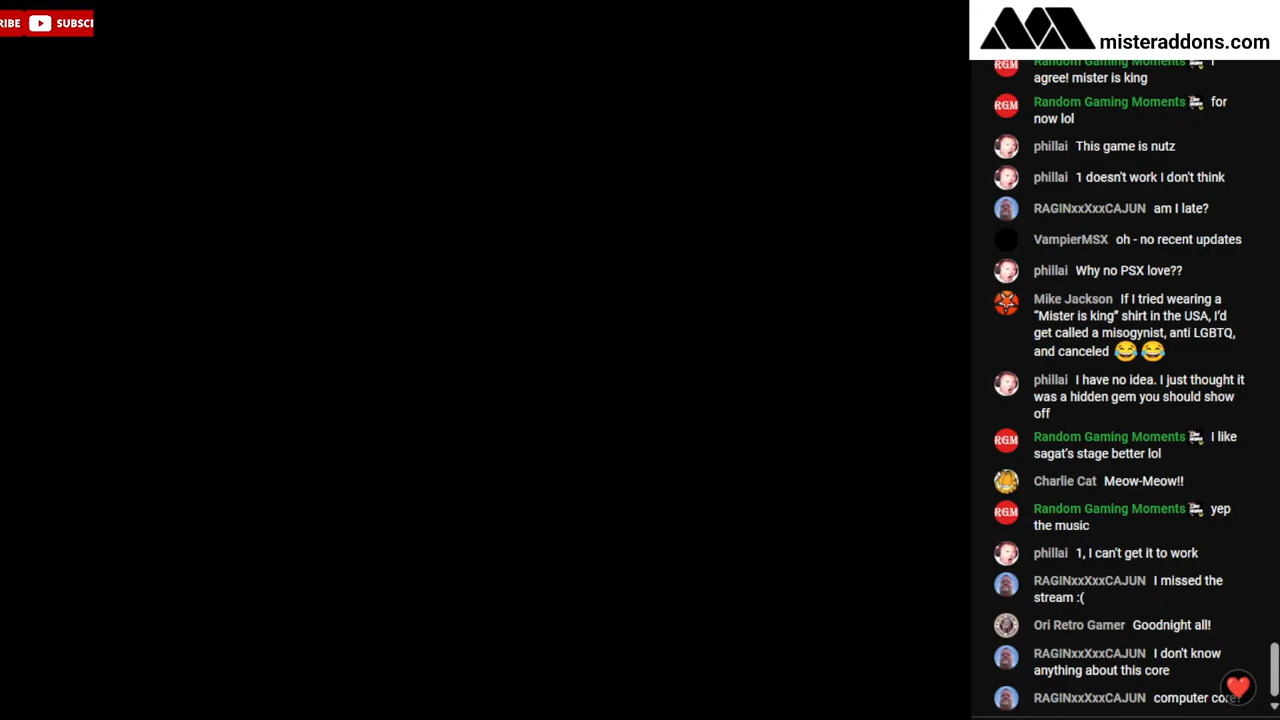 RIBE SUBSCI
misteraddons.com
RGM Random Gaming Moments I
agree! mister is king
RGM Random Gaming Moments for
now lol
phillai This game is nutz
phillai 1 doesn't work I don't think
RAGINxxXxxCAJUN am I late?
VampierMSX oh - no recent updates
phillai Why no PSX love??
Mike Jackson If I tried wearing a
“Mister is king” shirt in the USA, I’d
get called a misogynist, anti LGBTQ,
and canceled 😂 😂
phillai I have no idea. I just thought it
was a hidden gem you should show
off
RGM Random Gaming Moments I like
sagat's stage better lol
Charlie Cat Meow-Meow!!
RGM Random Gaming Moments yep
the music
phillai 1, I can't get it to work
RAGINxxXxxCAJUN I missed the
stream :(
Ori Retro Gamer Goodnight all!
RAGINxxXxxCAJUN I don't know
anything about this core
RAGINxxXxxCAJUN computer core?